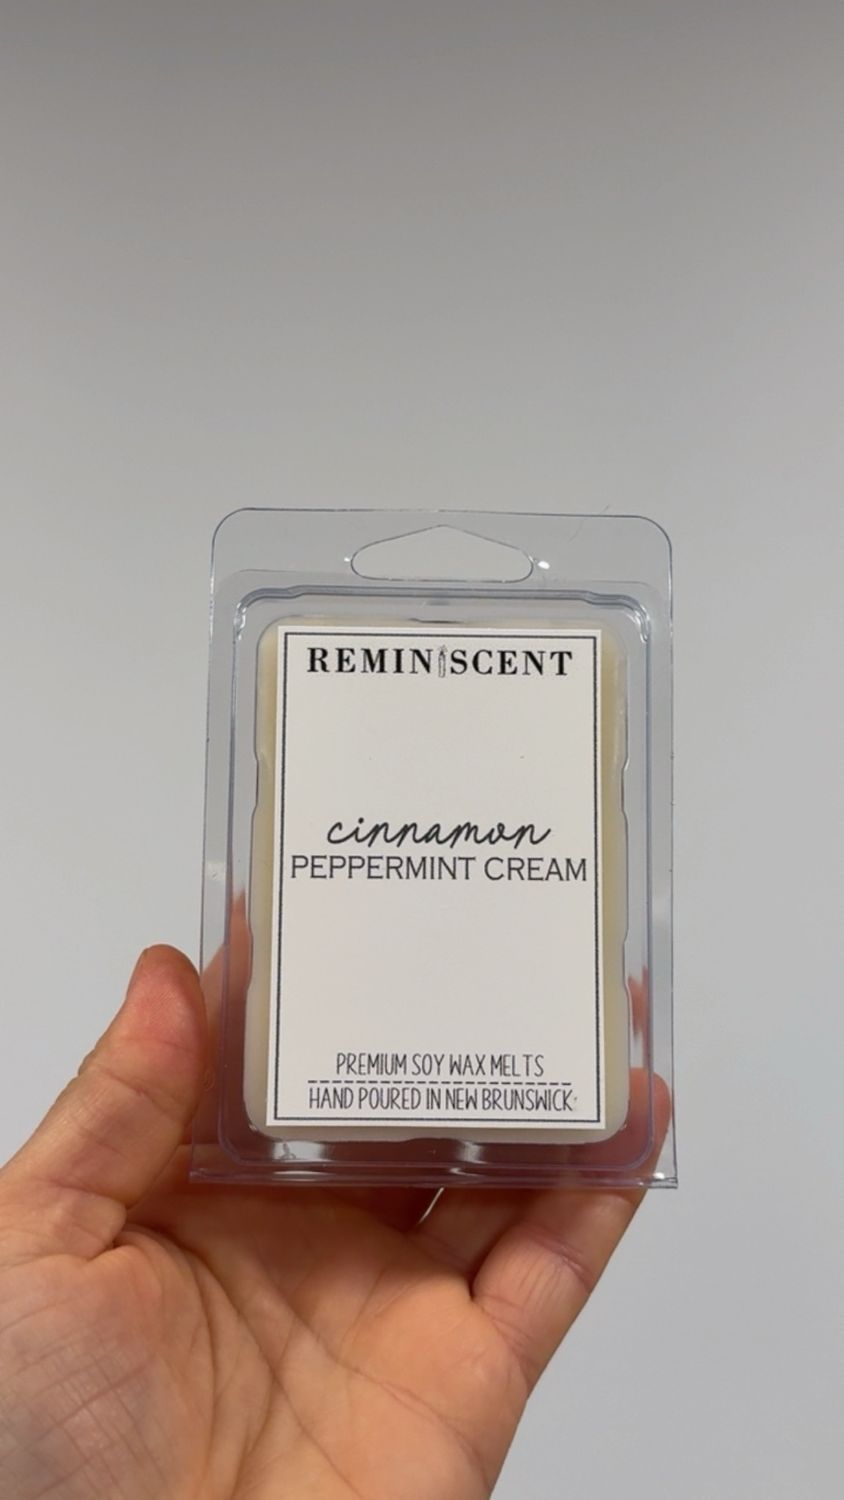 REMINISCENT
cinnamon
PEPPERMINT CREAM
PREMIUM SOY WAX MELTS
HAND POURED IN NEW BRUNSWICK